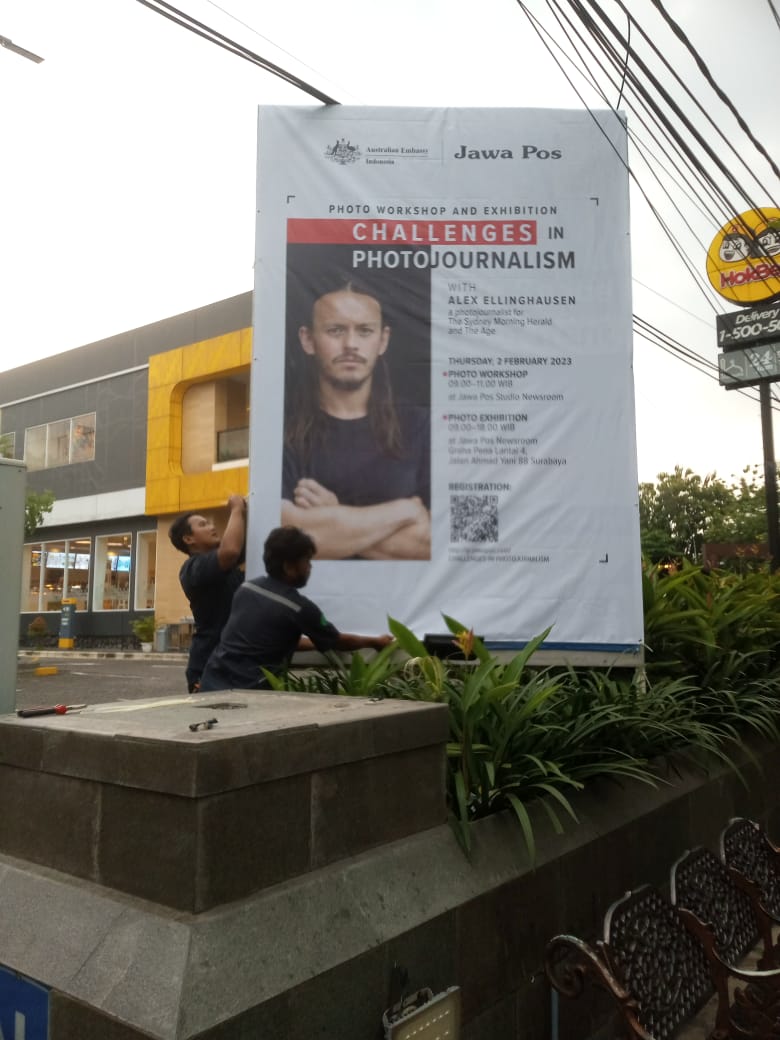 Australian Embassy
Indonesia
Jawa Pos
PHOTO WORKSHOP AND EXHIBITION
CHALLENGES IN
PHOTOJOURNALISM
WITH
ALEX ELLINGHAUSEN
a photojournalist for
The Sydney Morning Herald
and The Age
THURSDAY, 2 FEBRUARY 2023
PHOTO WORKSHOP
09.00–11.00 WIB
at Jawa Pos Studio Newsroom
PHOTO EXHIBITION
09.00–18.00 WIB
at Jawa Pos Newsroom
Graha Pena Lantai 4,
Jalan Ahmad Yani 88 Surabaya
REGISTRATION:
CHALLENGES IN PHOTOJOURNALISM
HokBe
Delivery
1-500-50
24